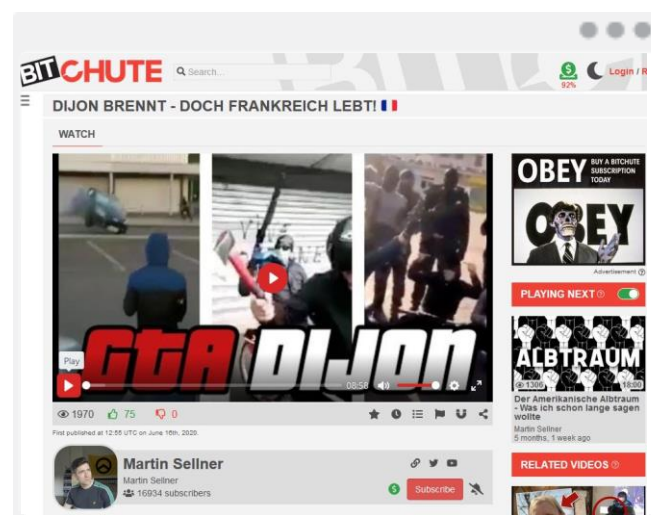 BITCHUTE
Search...
92%
Login / R
DIJON BRENNT - DOCH FRANKREICH LEBT!
WATCH
VIVE
GTA DIJON
Play
08:58
1970 75 0
First published at 12:55 UTC on June 16th, 2020.
Martin Sellner
Martin Sellner
16934 subscribers
Subscribe
OBEY BUY A BITCHUTE
SUBSCRIPTION
TODAY
OBEY
Advertisement
PLAYING NEXT
ALBTRAUM
1306 18:00
Der Amerikanische Albtraum
- Was ich schon lange sagen
wollte
Martin Sellner
5 months, 1 week ago
RELATED VIDEOS